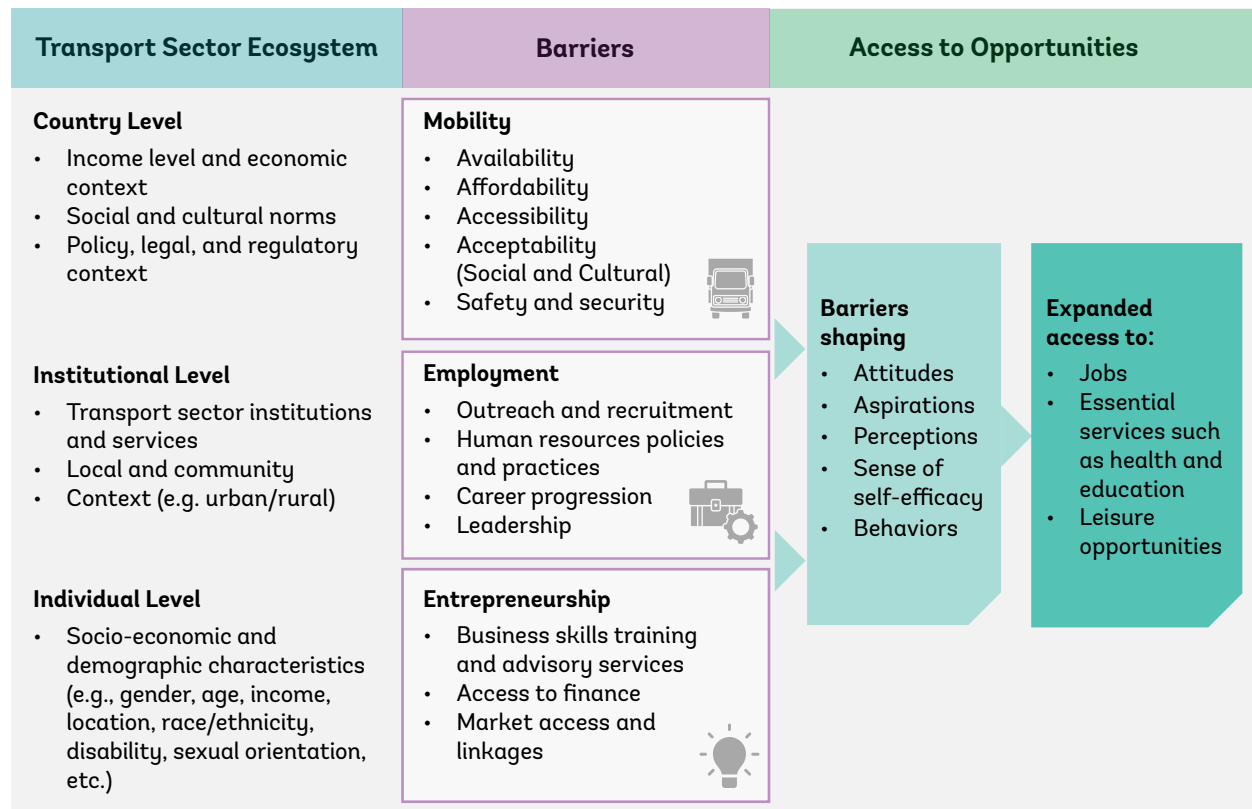 Transport Sector Ecosystem
Barriers
Access to Opportunities
Country Level
• Income level and economic
context
• Social and cultural norms
• Policy, legal, and regulatory
context
Institutional Level
• Transport sector institutions
and services
• Local and community
• Context (e.g. urban/rural)
Individual Level
• Socio-economic and
demographic characteristics
(e.g., gender, age, income,
location, race/ethnicity,
disability, sexual orientation,
etc.)
Mobility
• Availability
• Affordability
• Accessibility
• Acceptability
(Social and Cultural)
• Safety and security
Employment
• Outreach and recruitment
• Human resources policies
and practices
• Career progression
• Leadership
Entrepreneurship
• Business skills training
and advisory services
• Access to finance
• Market access and
linkages
Barriers
shaping
• Attitudes
• Aspirations
• Perceptions
• Sense of
self-efficacy
• Behaviors
Expanded
access to:
• Jobs
• Essential
services such
as health and
education
• Leisure
opportunities